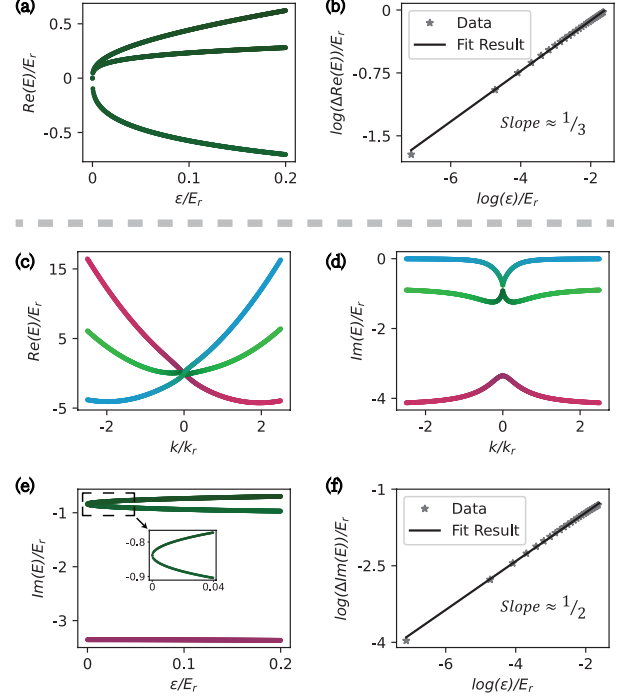 (a)
Re(E)/E_r
0.5
0
-0.5
0
0.1
0.2
ε/E_r
(b)
log(ΔRe(E))/E_r
0
-0.75
-1.5
Data
Fit Result
Slope ≈ 1/3
-6
-4
-2
log(ε)/E_r
(c)
Re(E)/E_r
15
5
-5
-2
0
2
k/k_r
(d)
Im(E)/E_r
0
-2
-4
-2
0
2
k/k_r
(e)
Im(E)/E_r
-1
-2
-3
-0.8
-0.9
0
0.04
0
0.1
0.2
ε/E_r
(f)
log(ΔIm(E))/E_r
-1
-2.5
-4
Data
Fit Result
Slope ≈ 1/2
-6
-4
-2
log(ε)/E_r